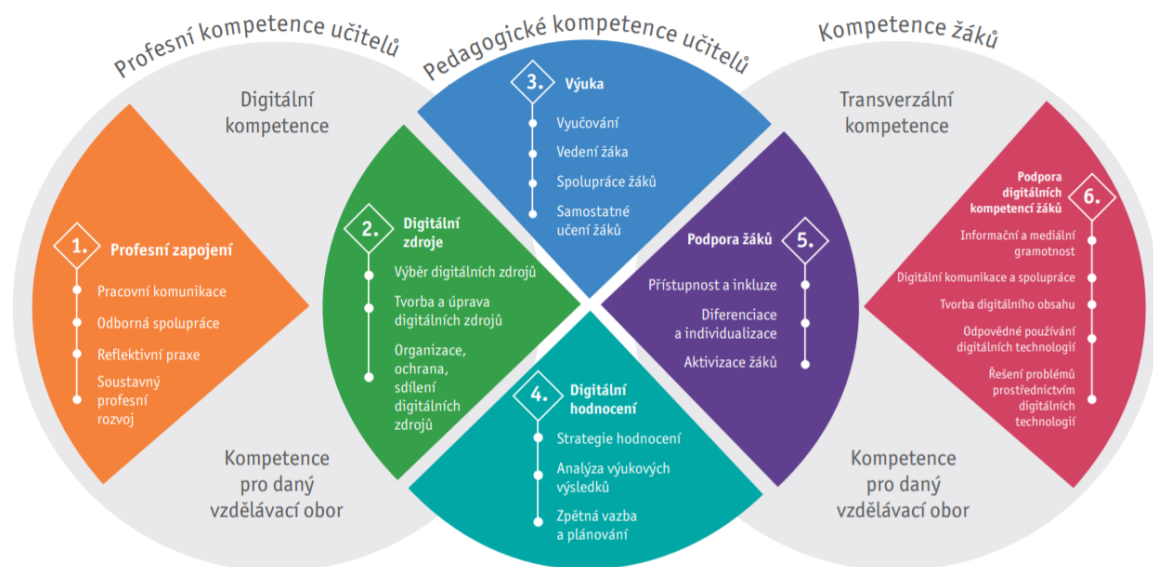 Profesní kompetence učitelů
Pedagogické kompetence učitelů
Kompetence žáků
Digitální
kompetence
Transverzální
kompetence
1.
Profesní zapojení
Pracovní komunikace
Odborná spolupráce
Reflektivní praxe
Soustavný
profesní
rozvoj
2.
Digitální
zdroje
Výběr digitálních zdrojů
Tvorba a úprava
digitálních zdrojů
Organizace,
ochrana,
sdílení
digitálních
zdrojů
3.
Výuka
Vyučování
Vedení žáka
Spolupráce žáků
Samostatné
učení žáků
4.
Digitální
hodnocení
Strategie hodnocení
Analýza výukových
výsledků
Zpětná vazba
a plánování
Podpora žáků
5.
Přístupnost a inkluze
Diferenciace
a individualizace
Aktivizace žáků
Podpora
digitálních
kompetencí žáků
6.
Informační a mediální
gramotnost
Digitální komunikace a spolupráce
Tvorba digitálního obsahu
Odpovědné používání
digitálních technologií
Řešení problémů
prostřednictvím
digitálních
technologií
Kompetence
pro daný
vzdělávací obor
Kompetence
pro daný
vzdělávací obor